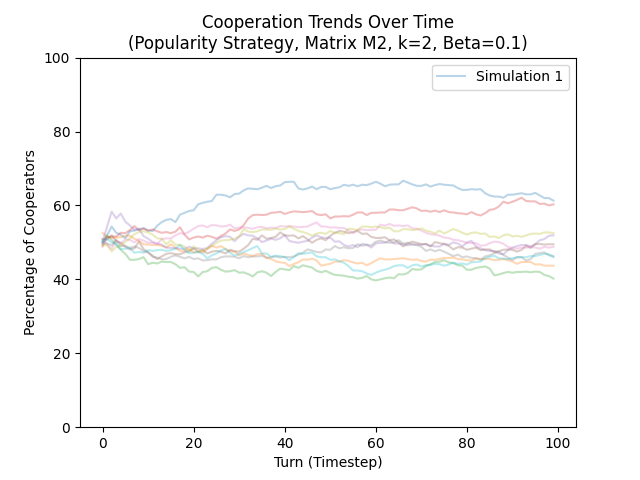 Cooperation Trends Over Time
(Popularity Strategy, Matrix M2, k=2, Beta=0.1)
Simulation 1
100
80
60
40
20
0
Percentage of Cooperators
0 20 40 60 80 100
Turn (Timestep)